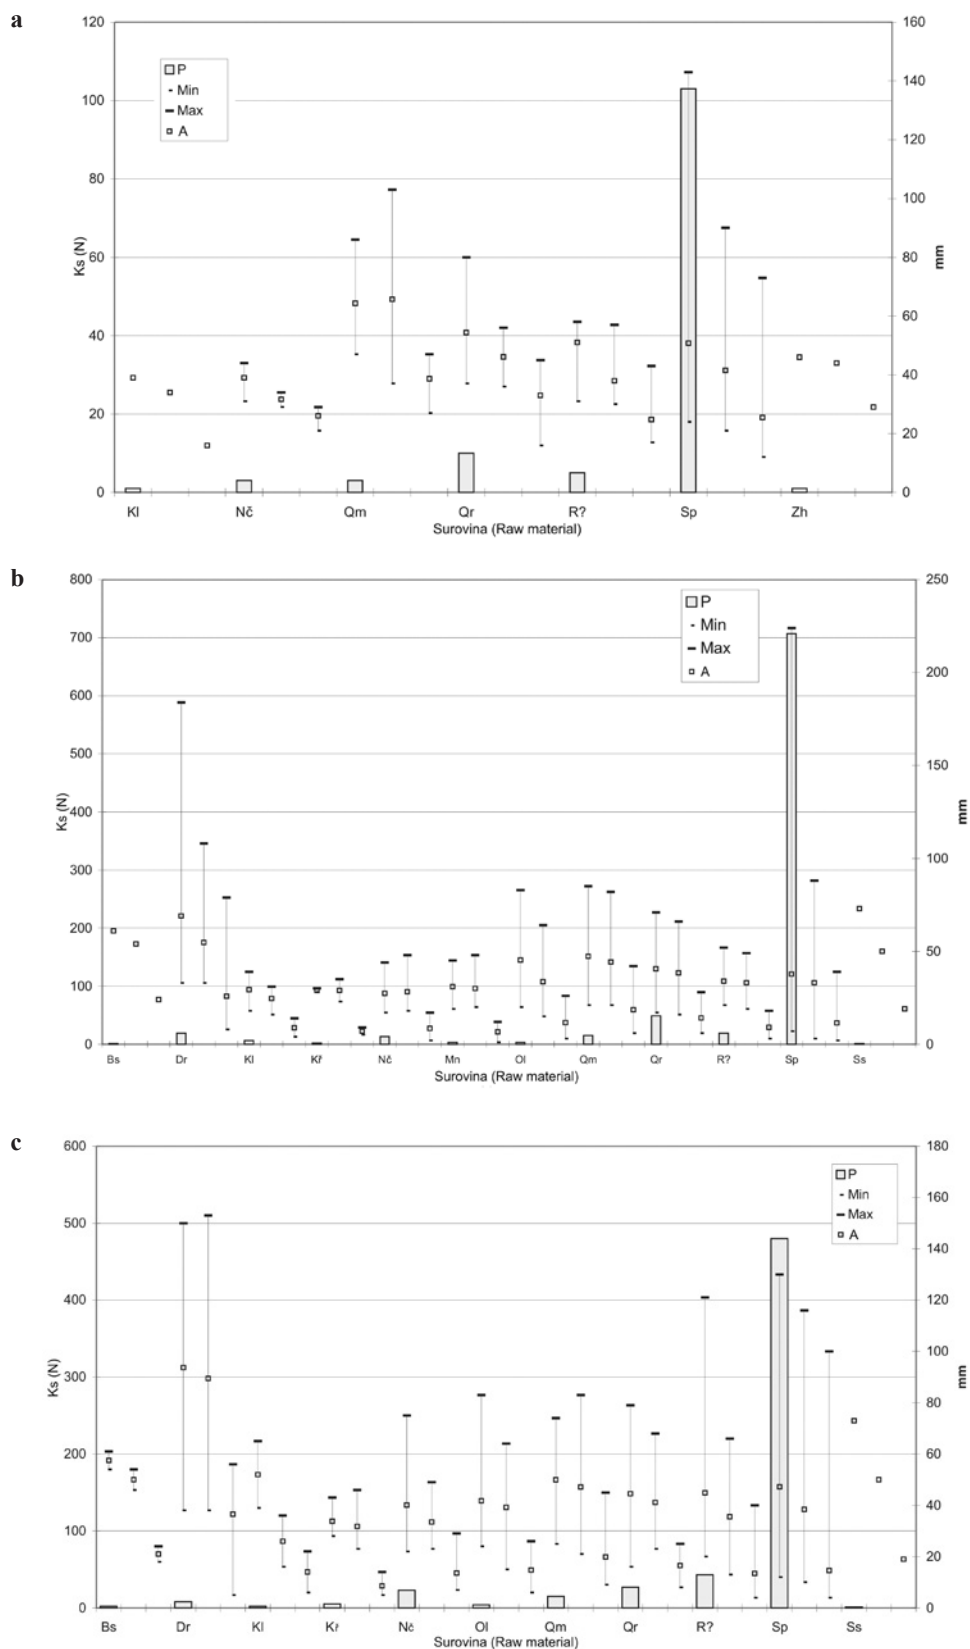 a
120
100
80
60
40
20
0
160
140
120
100
80
60
40
20
0
P
Min
Max
A
Ks (N)
mm
Kl Nč Qm Qr R? Sp Zh
Surovina (Raw material)
b
800
700
600
500
400
300
200
100
0
250
200
150
100
50
0
P
Min
Max
A
Ks (N)
mm
Bs Dr Kl Kř Nč Mn Ol Qm Qr R? Sp Ss
Surovina (Raw material)
c
600
500
400
300
200
100
0
180
160
140
120
100
80
60
40
20
0
P
Min
Max
A
Ks (N)
mm
Bs Dr Kl Kř Nč Ol Qm Qr R? Sp Ss
Surovina (Raw material)